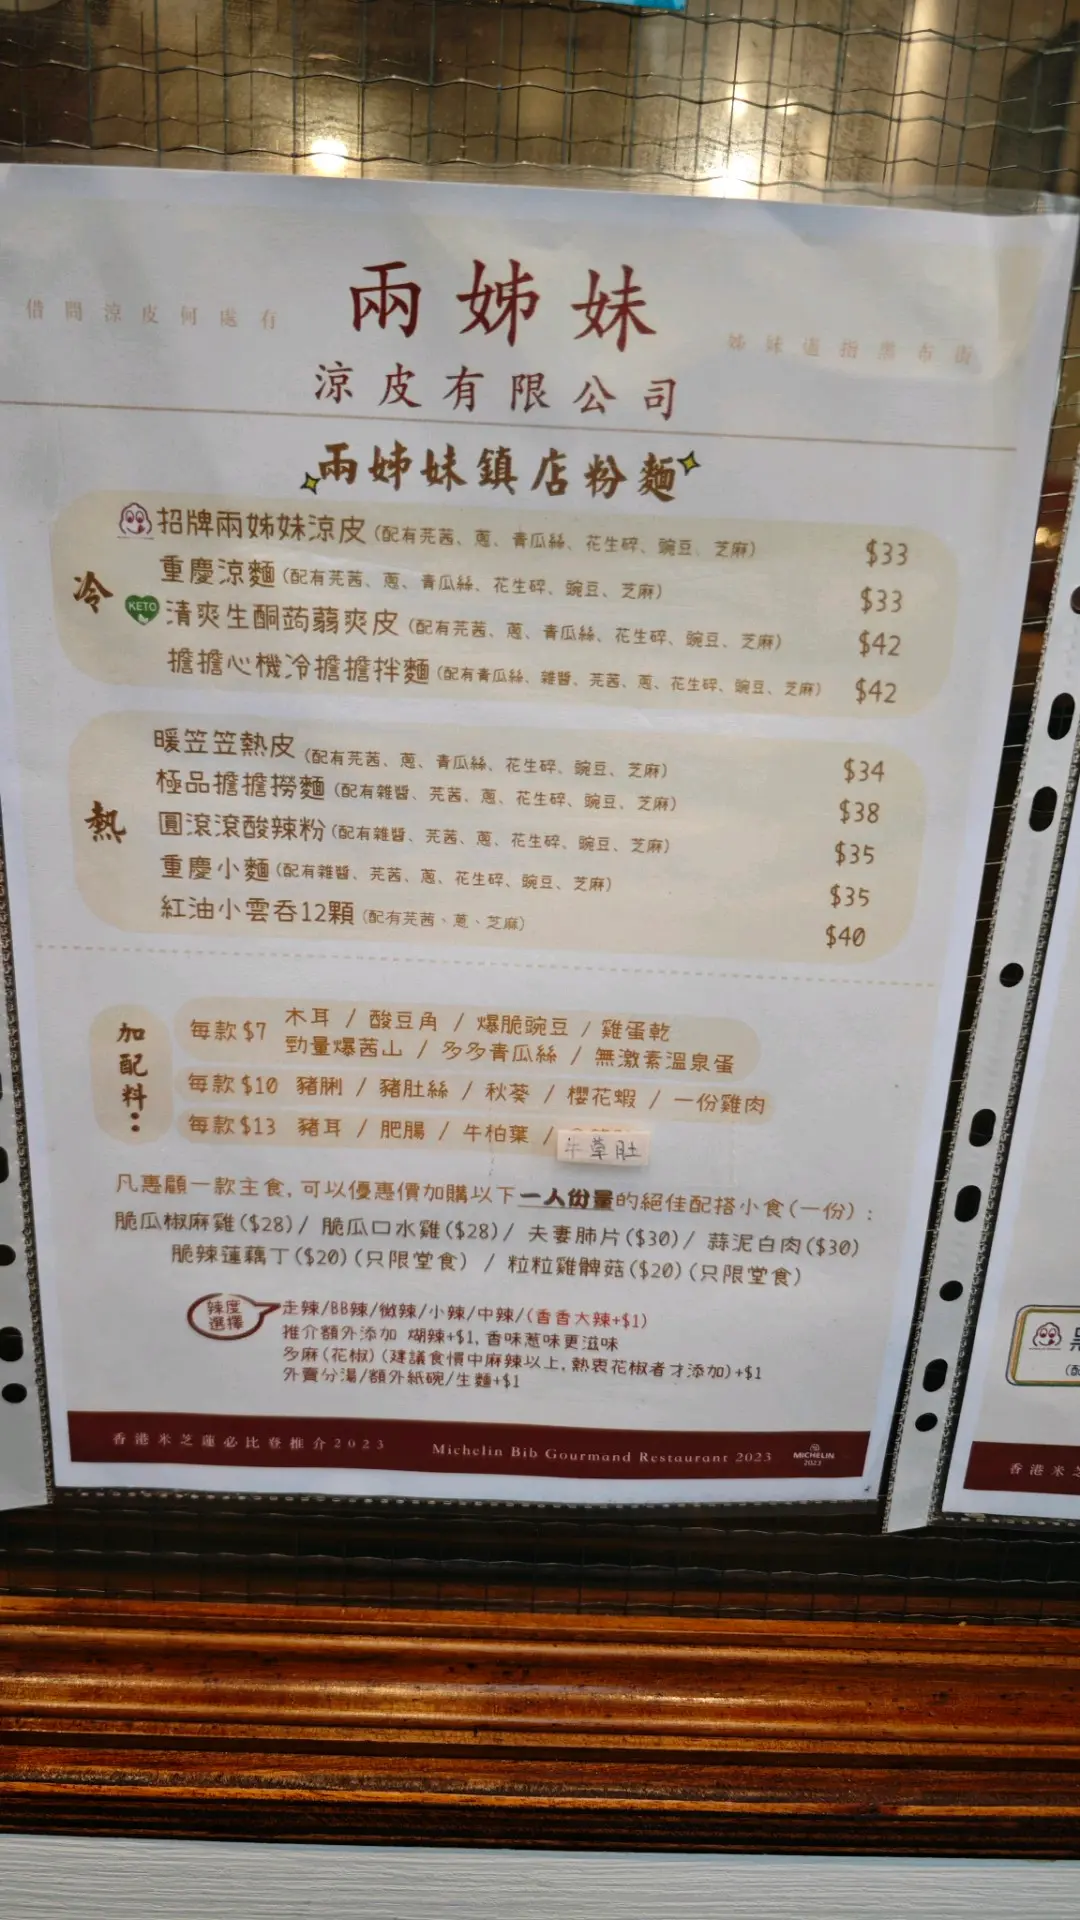 兩姊妹
借問涼皮何處有
姊妹遙指黑布街
涼皮有限公司
兩姊妹鎮店粉麵
冷
招牌兩姊妹涼皮 (配有芫茜、蔥、青瓜絲、花生碎、豌豆、芝麻) $33
重慶涼麵 (配有芫茜、蔥、青瓜絲、花生碎、豌豆、芝麻) $33
KETO 清爽生酮蒟蒻爽皮 (配有芫茜、蔥、青瓜絲、花生碎、豌豆、芝麻) $42
擔擔心機冷擔擔拌麵 (配有青瓜絲、雜醬、芫茜、蔥、花生碎、豌豆、芝麻) $42
熱
暖笠笠熱皮 (配有芫茜、蔥、青瓜絲、花生碎、豌豆、芝麻) $34
極品擔擔撈麵 (配有雜醬、芫茜、蔥、花生碎、豌豆、芝麻) $38
圓滾滾酸辣粉 (配有雜醬、芫茜、蔥、花生碎、豌豆、芝麻) $35
重慶小麵 (配有雜醬、芫茜、蔥、花生碎、豌豆、芝麻) $35
紅油小雲吞12顆 (配有芫茜、蔥、芝麻) $40
加配料:
每款$7 木耳 / 酸豆角 / 爆脆豌豆 / 雞蛋乾
勁量爆茜山 / 多多青瓜絲 / 無激素溫泉蛋
每款$10 豬脷 / 豬肚絲 / 秋葵 / 櫻花蝦 / 一份雞肉
每款$13 豬耳 / 肥腸 / 牛柏葉 / 牛草肚
凡惠顧一款主食,可以優惠價加購以下一人份量的絕佳配搭小食(一份):
脆瓜椒麻雞($28)/ 脆瓜口水雞($28)/ 夫妻肺片($30)/ 蒜泥白肉($30)
脆辣蓮藕丁($20)(只限堂食) / 粒粒雞髀菇($20)(只限堂食)
辣度選擇
走辣/BB辣/微辣/小辣/中辣/(香香大辣+$1)
推介額外添加 煳辣+$1,香味惹味更滋味
多麻(花椒)(建議食慣中麻辣以上,熱衷花椒者才添加)+$1
外賣分湯/額外紙碗/生麵+$1
香港米芝蓮必比登推介2023 Michelin Bib Gourmand Restaurant 2023 MICHELIN 2023
香港米